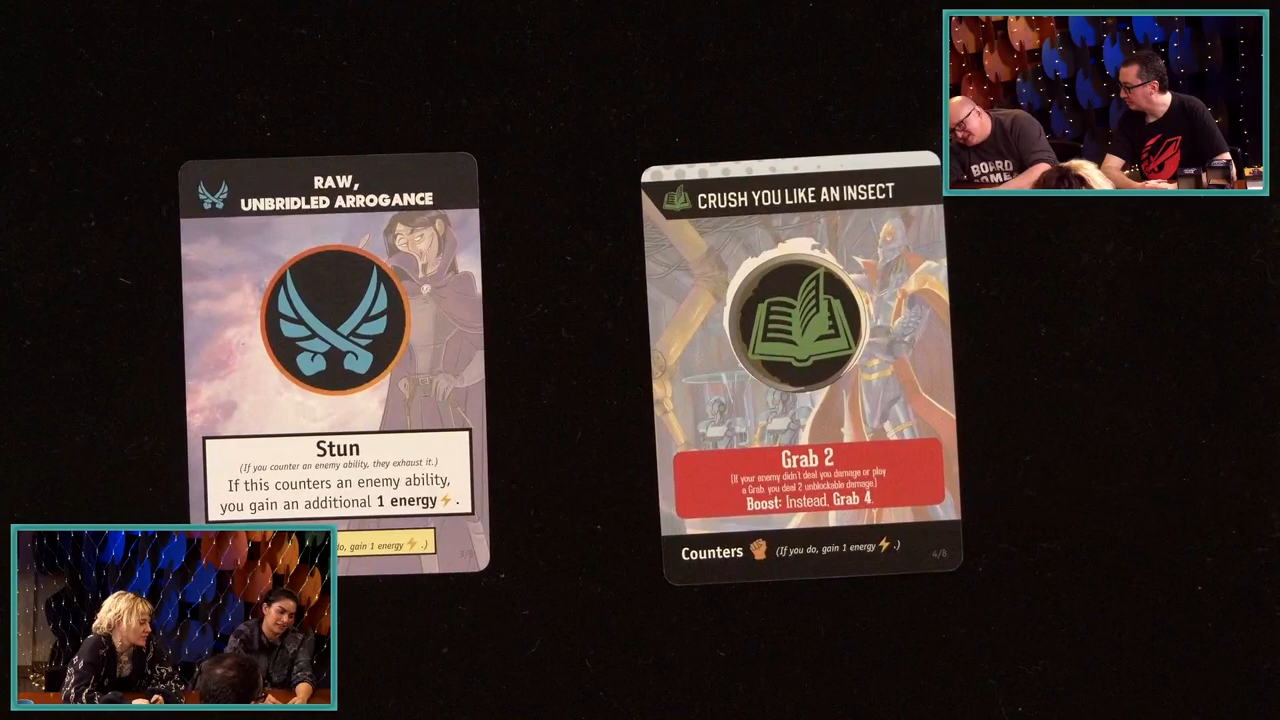 RAW,
UNBRIDLED ARROGANCE
Stun
(If you counter an enemy ability, they exhaust it.)
If this counters an enemy ability,
you gain an additional 1 energy⚡.
do, gain 1 energy⚡.)
CRUSH YOU LIKE AN INSECT
Grab 2
(If your enemy didn't deal you damage or play
a Grab, you deal 2 unblockable damage.)
Boost: Instead, Grab 4.
Counters (If you do, gain 1 energy⚡.)
4/8
BOARD